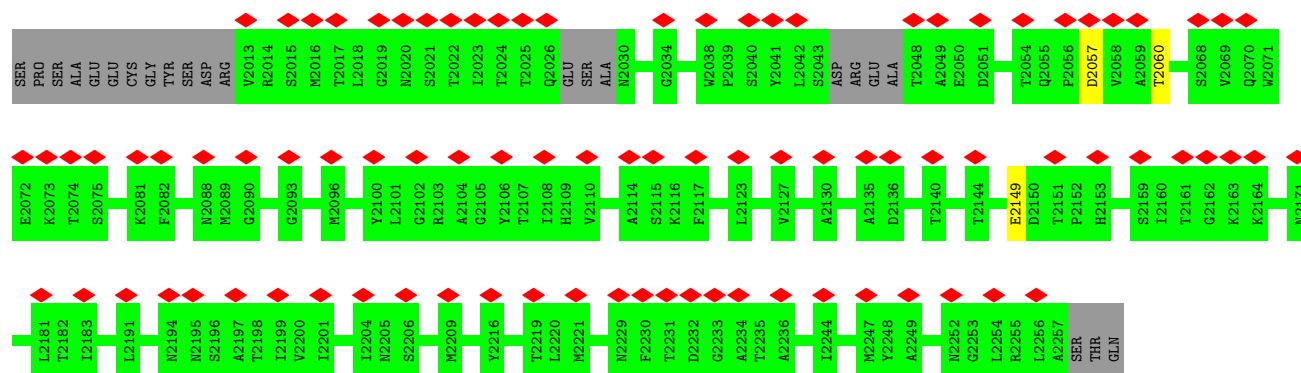 SER PRO SER ALA GLU GLU CYS GLY TYR SER ASP ARG V2013 R2014 S2015 M2016 T2017 L2018 G2019 N2020 S2021 T2022 I2023 T2024 T2025 Q2026 GLU SER ALA N2030 G2034 W2038 P2039 S2040 Y2041 L2042 S2043 ASP ARG GLU ALA T2048 A2049 E2050 D2051 T2054 Q2055 P2056 D2057 V2058 A2059 T2060 S2068 V2069 Q2070 W2071
E2072 K2073 T2074 S2075 K2081 F2082 N2088 M2089 G2090 G2093 M2096 Y2100 L2101 G2102 R2103 A2104 G2105 Y2106 T2107 I2108 H2109 V2110 A2114 S2115 K2116 F2117 L2123 V2127 A2130 A2135 D2136 T2140 T2144 E2149 D2150 T2151 P2152 H2153 S2159 I2160 T2161 G2162 K2163 K2164 N2171
L2181 T2182 I2183 L2191 N2194 N2195 S2196 A2197 T2198 I2199 V2200 I2201 I2204 N2205 S2206 M2209 Y2216 T2219 L2220 M2221 N2229 F2230 T2231 D2232 G2233 A2234 T2235 A2236 I2244 M2247 Y2248 A2249 N2252 G2253 L2254 R2255 L2256 A2257 SER THR GLN